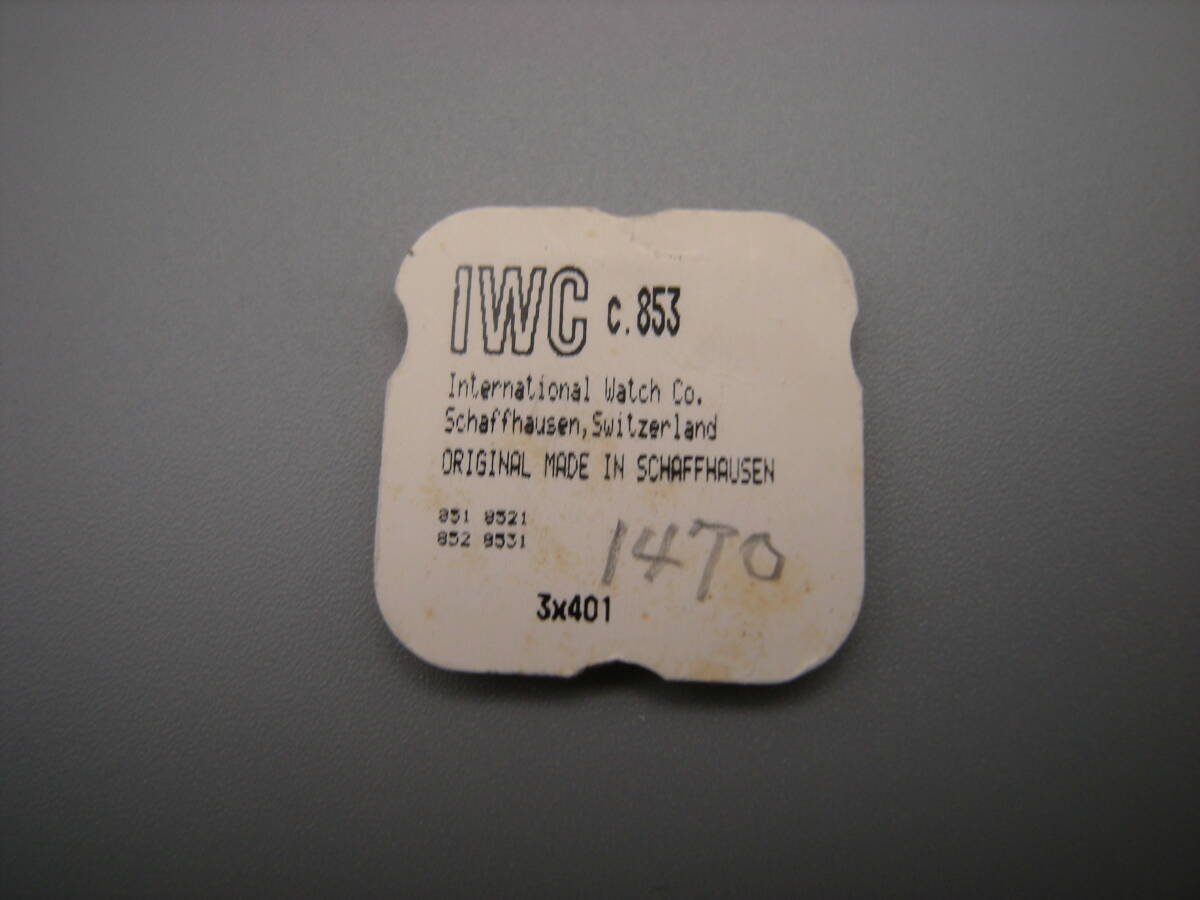 IWC c.853
International Watch Co.
Schaffhausen,Switzerland
ORIGINAL MADE IN SCHAFFHAUSEN
851 8521
852 8531
1470
3x401